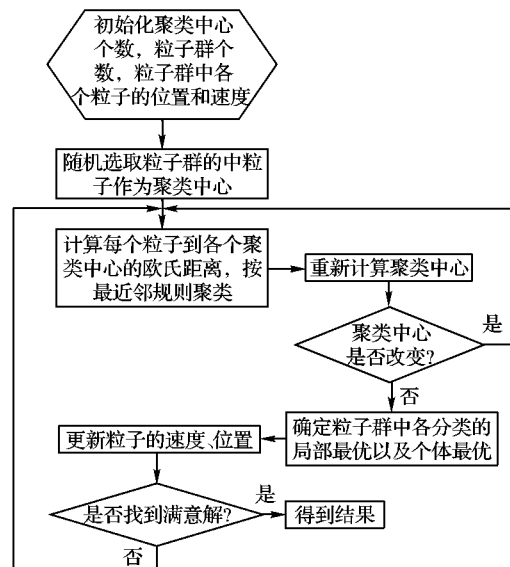 初始化聚类中心
个数，粒子群个
数，粒子群中各
个粒子的位置和速度
随机选取粒子群的中粒
子作为聚类中心
计算每个粒子到各个聚
类中心的欧氏距离，按
最近邻规则聚类
重新计算聚类中心
聚类中心
是否改变?
是
否
确定粒子群中各分类的
局部最优以及个体最优
更新粒子的速度、位置
是否找到满意解?
是
得到结果
否